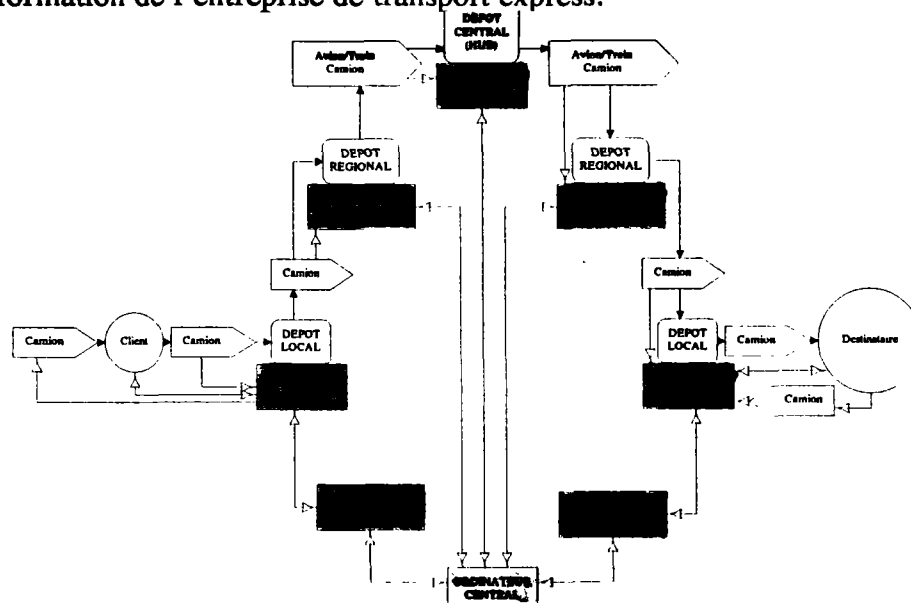 formation de l'entreprise de transport express.
DEPOT
CENTRAL
(HUB)
Avion/Train
Camion
Avion/Train
Camion
DEPOT
REGIONAL
DEPOT
REGIONAL
Camion
Camion
Camion
Client
Camion
DEPOT
LOCAL
DEPOT
LOCAL
Camion
Destinataire
Camion
ORDINATEUR
CENTRAL